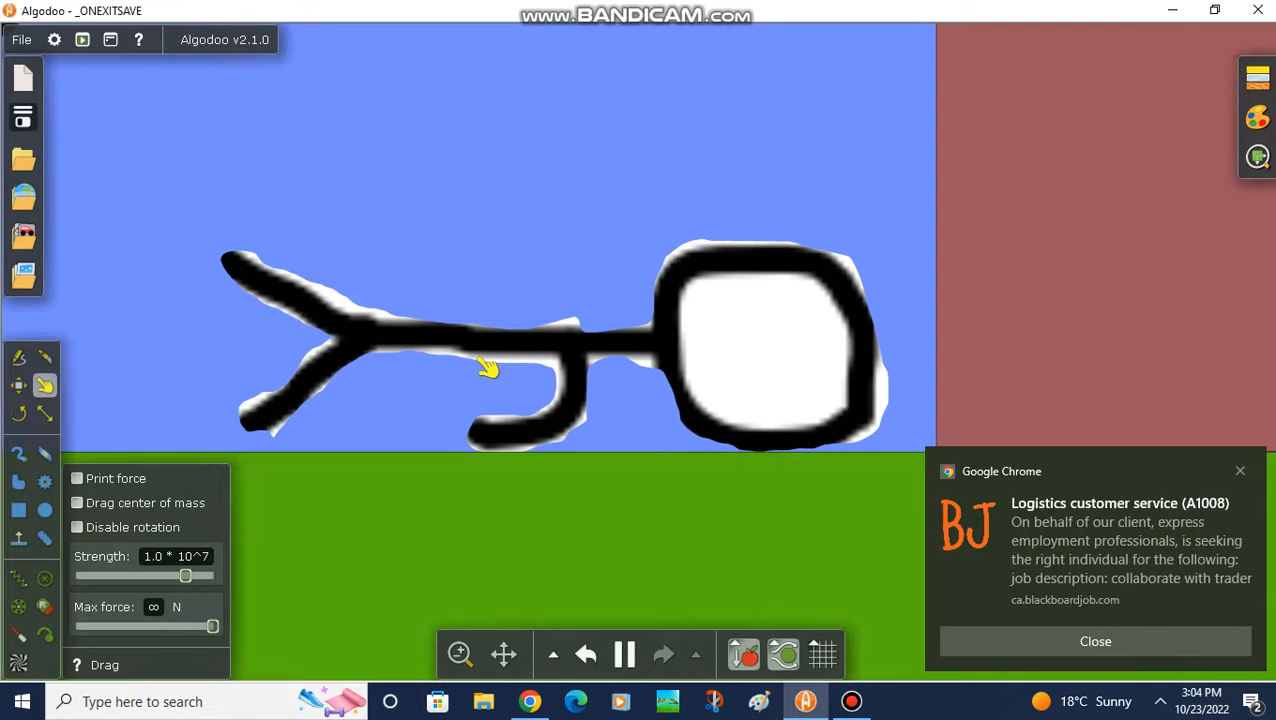 Algodoo - _ONEXITSAVE
www.BANDICAM.com
File
Algodoo v2.1.0
Print force
Drag center of mass
Disable rotation
Strength: 1.0 * 10^7
Max force: ∞ N
? Drag
Google Chrome
BJ
Logistics customer service (A1008)
On behalf of our client, express
employment professionals, is seeking
the right individual for the following:
job description: collaborate with trader
ca.blackboardjob.com
Close
Type here to search
18°C Sunny
3:04 PM
10/23/2022
2